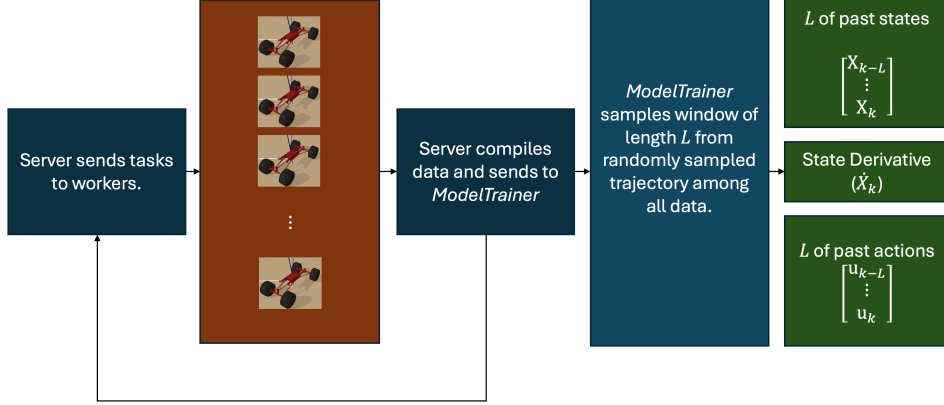 Server sends tasks
to workers.
⋮
Server compiles
data and sends to
ModelTrainer
ModelTrainer
samples window of
length L from
randomly sampled
trajectory among
all data.
L of past states
[X_{k-L}
⋮
X_k]
State Derivative
(Ẋ_k)
L of past actions
[u_{k-L}
⋮
u_k]